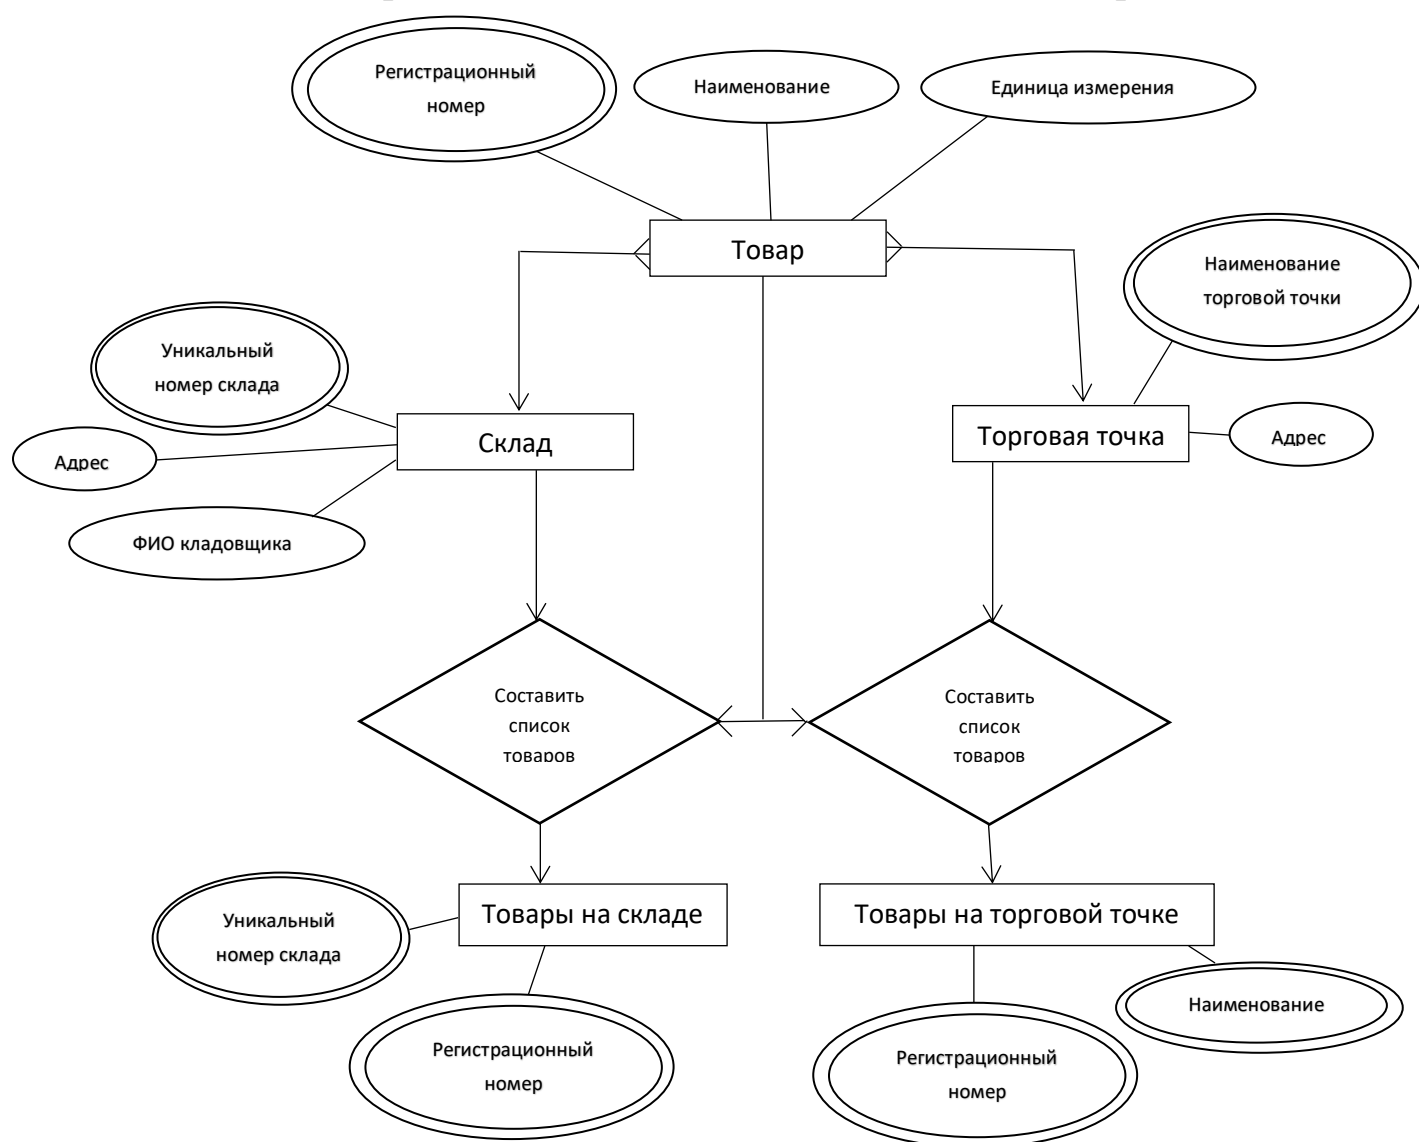 Регистрационный
номер
Наименование
Единица измерения
Товар
Наименование
торговой точки
Уникальный
номер склада
Адрес
ФИО кладовщика
Склад
Торговая точка
Адрес
Составить
список
товаров
Составить
список
товаров
Товары на складе
Товары на торговой точке
Уникальный
номер склада
Регистрационный
номер
Регистрационный
номер
Наименование